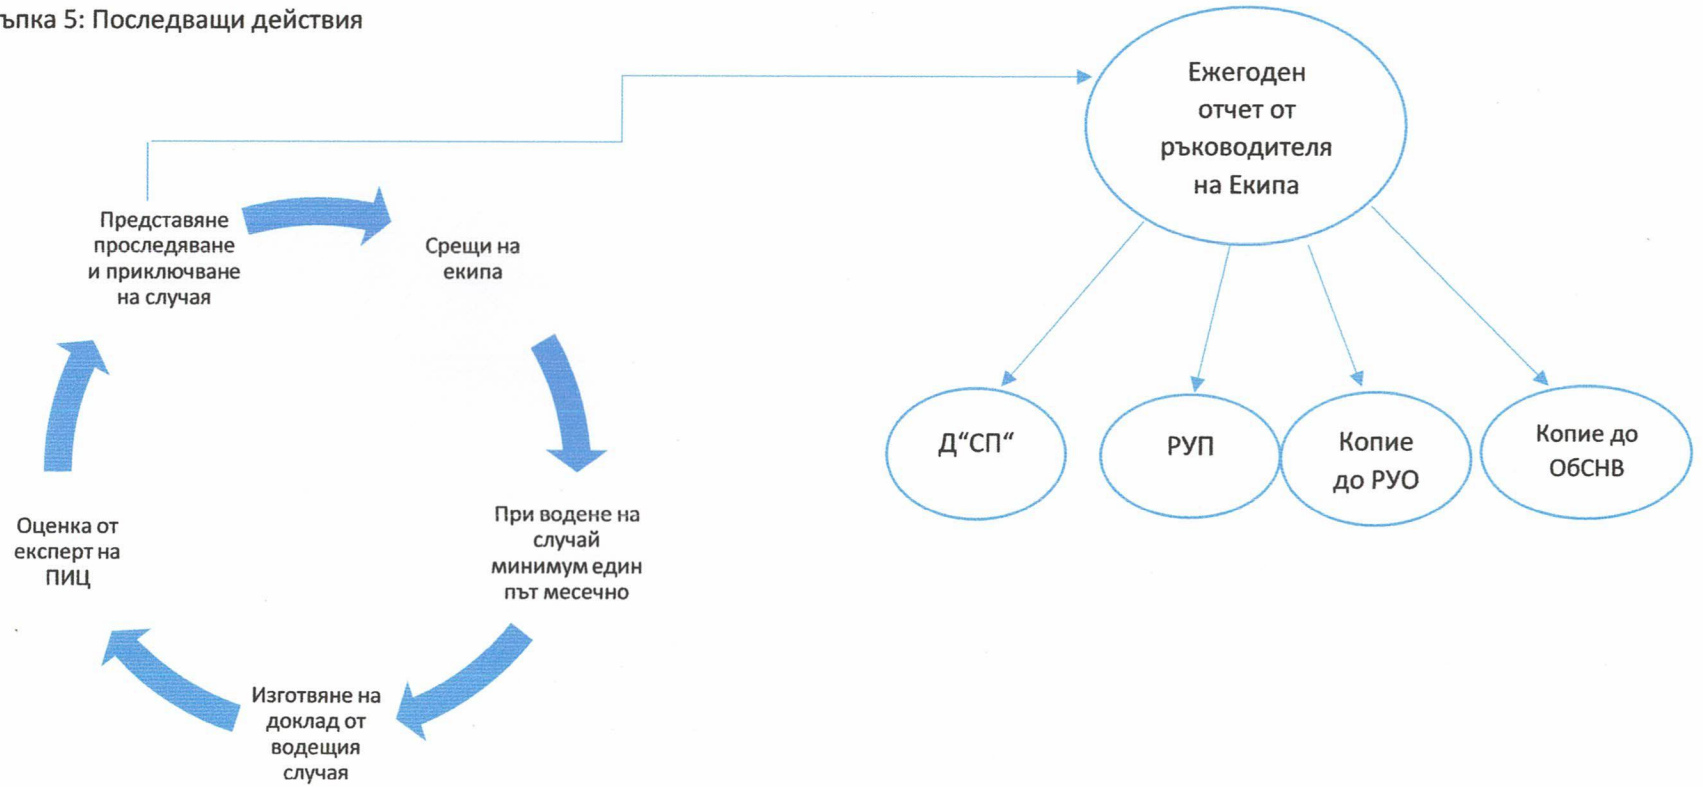 ъпка 5: Последващи действия
Ежегоден
отчет от
ръководителя
на Екипа
Представяне
проследяване
и приключване
на случая
Срещи на
екипа
При водене на
случай
минимум един
път месечно
Изготвяне на
доклад от
водещия
случая
Оценка от
експерт на
ПИЦ
Д“СП“
РУП
Копие
до РУО
Копие до
ОбСНВ